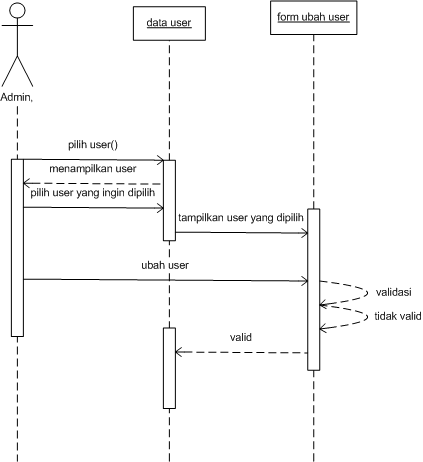 data user
form ubah user
Admin,
pilih user()
menampilkan user
pilih user yang ingin dipilih
tampilkan user yang dipilih
ubah user
validasi
tidak valid
valid